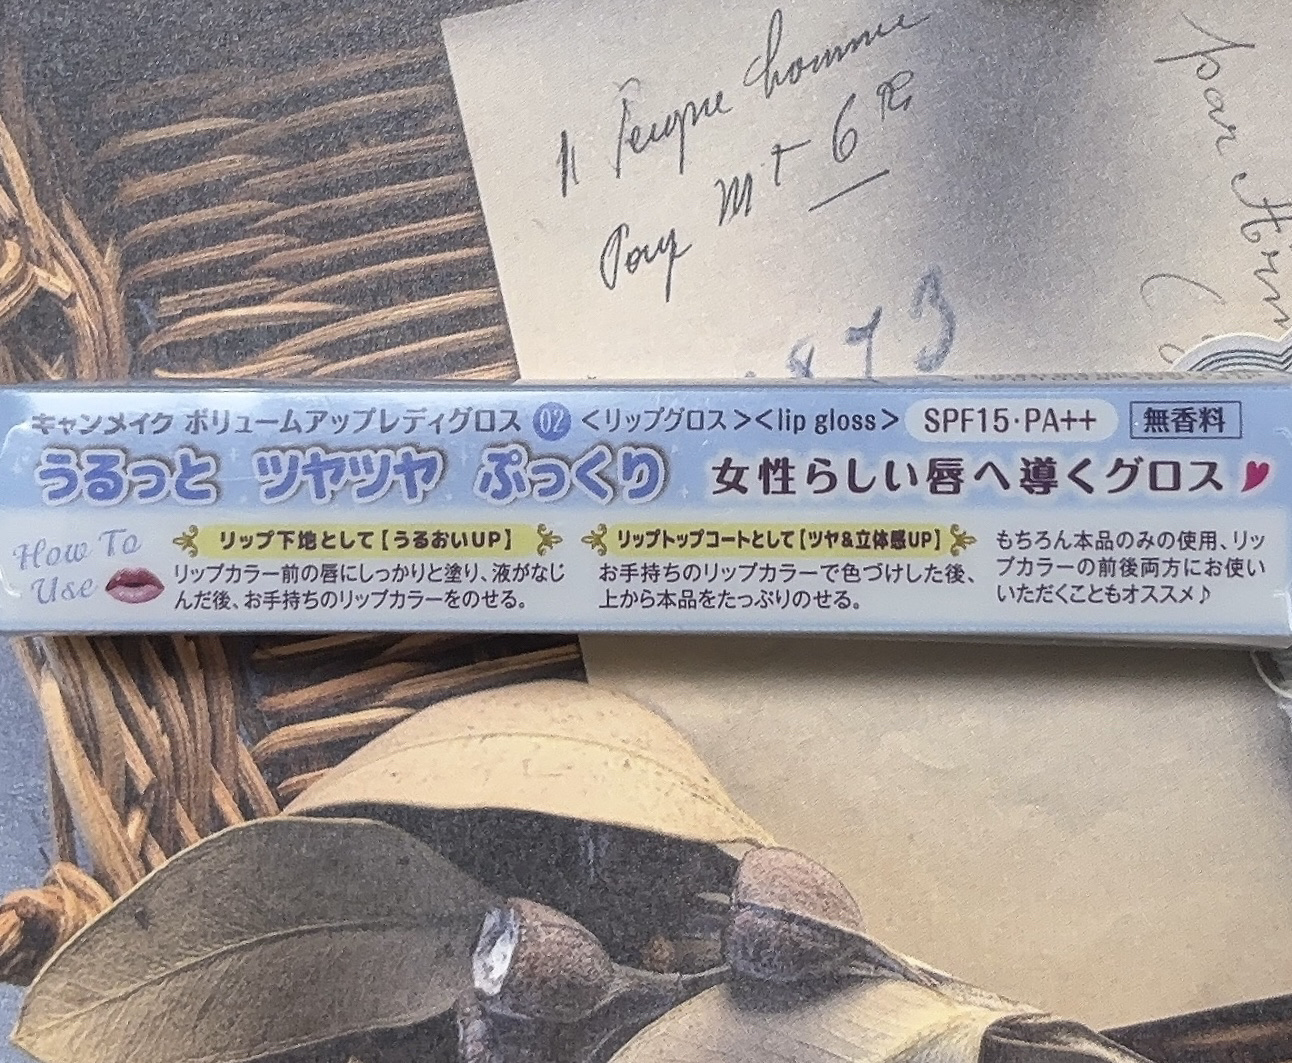 par
6
873
キャンメイク ボリュームアップレディグロス 02 <リップグロス><lip gloss> SPF15・PA++ 無香料
うるっと ツヤツヤ ぷっくり 女性らしい唇へ導くグロス
How To
Use
リップ下地として【うるおいUP】
リップカラー前の唇にしっかりと塗り、液がなじ
んだ後、お手持ちのリップカラーをのせる。
リップトップコートとして【ツヤ&立体感UP】
お手持ちのリップカラーで色づけした後、
上から本品をたっぷりのせる。
もちろん本品のみの使用、リッ
プカラーの前後両方にお使い
いただくこともオススメ♪